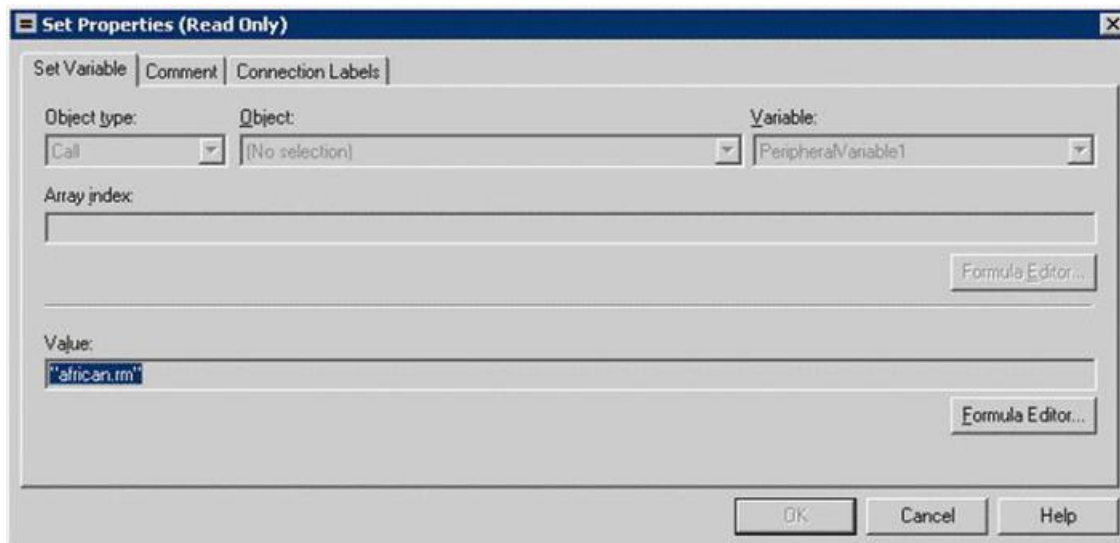 Set Properties (Read Only)
Set Variable Comment Connection Labels
Object type: Object: Variable:
Call (No selection) PeripheralVariable1
Array index:
Formula Editor...
Value:
"african.rm"
Formula Editor...
OK Cancel Help